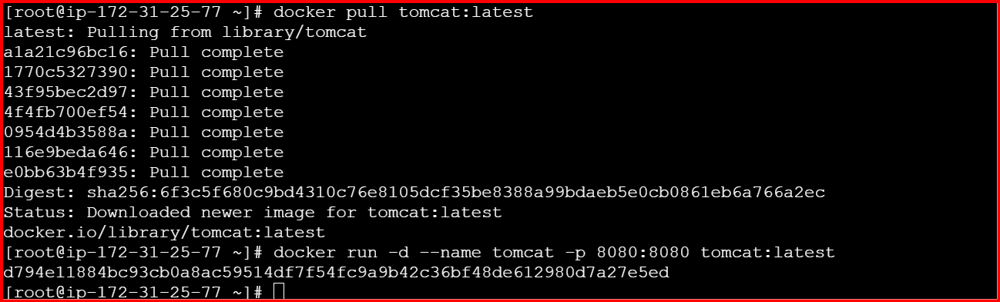 [root@ip-172-31-25-77 ~]# docker pull tomcat:latest
latest: Pulling from library/tomcat
a1a21c96bc16: Pull complete
1770c5327390: Pull complete
43f95bec2d97: Pull complete
4f4fb700ef54: Pull complete
0954d4b3588a: Pull complete
116e9beda646: Pull complete
e0bb63b4f935: Pull complete
Digest: sha256:6f3c5f680c9bd4310c76e8105dcf35be8388a99bdaeb5e0cb0861eb6a766a2ec
Status: Downloaded newer image for tomcat:latest
docker.io/library/tomcat:latest
[root@ip-172-31-25-77 ~]# docker run -d --name tomcat -p 8080:8080 tomcat:latest
d794e11884bc93cb0a8ac59514df7f54fc9a9b42c36bf48de612980d7a27e5ed
[root@ip-172-31-25-77 ~]#